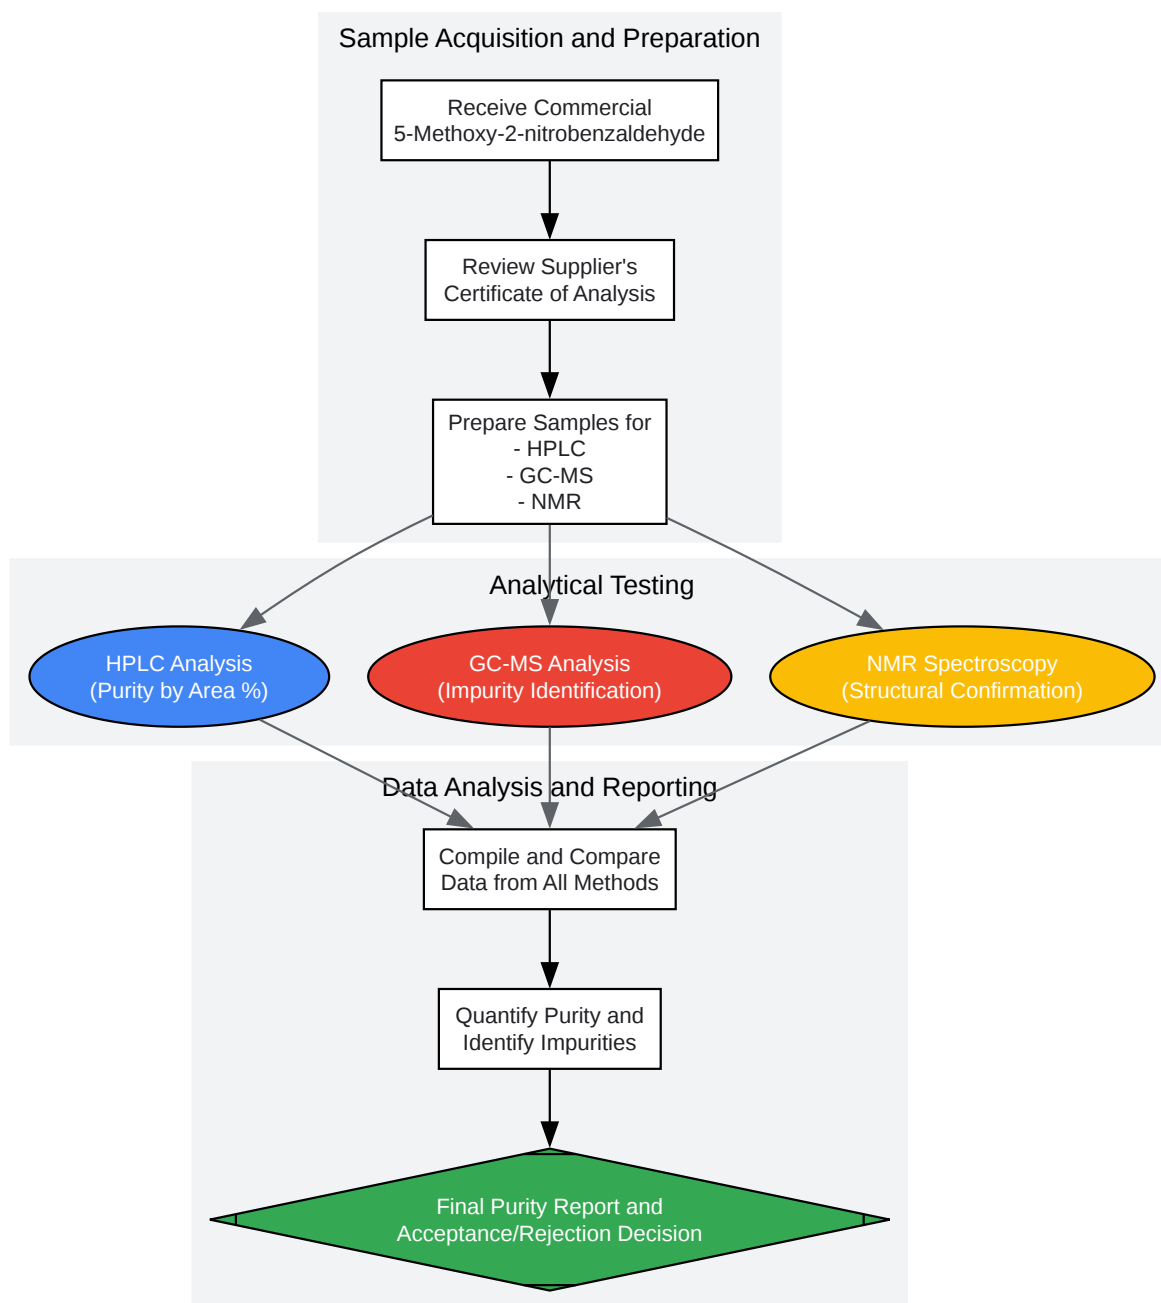 Sample Acquisition and Preparation
Receive Commercial
5-Methoxy-2-nitrobenzaldehyde
Review Supplier's
Certificate of Analysis
Prepare Samples for
- HPLC
- GC-MS
- NMR
Analytical Testing
HPLC Analysis
(Purity by Area %)
GC-MS Analysis
(Impurity Identification)
NMR Spectroscopy
(Structural Confirmation)
Data Analysis and Reporting
Compile and Compare
Data from All Methods
Quantify Purity and
Identify Impurities
Final Purity Report and
Acceptance/Rejection Decision